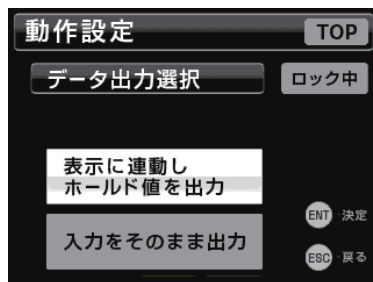 動作設定 TOP
データ出力選択 ロック中
表示に連動し
ホールド値を出力
入力をそのまま出力
ENT 決定
ESC 戻る